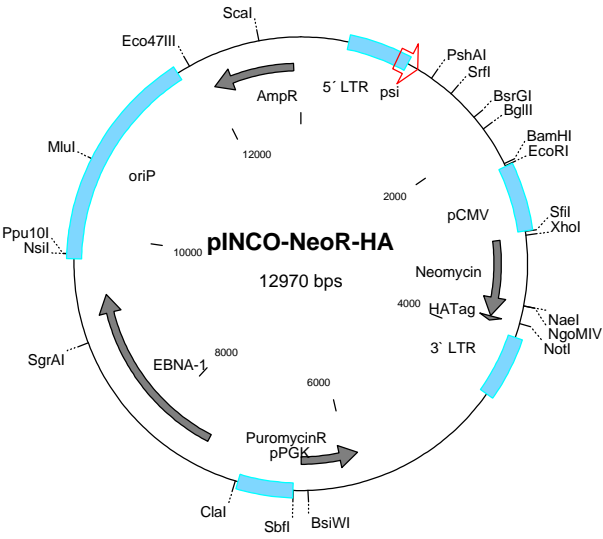 ScaI
Eco47III
AmpR
5´ LTR
psi
PshAI
SrfI
BsrGI
BglII
BamHI
EcoRI
12000
MluI
oriP
2000
pCMV
SfiI
XhoI
Ppu10I
NsiI
10000
pINCO-NeoR-HA
12970 bps
Neomycin
4000
HATag
NaeI
NgoMIV
NotI
3` LTR
SgrAI
EBNA-1
8000
6000
PuromycinR
pPGK
ClaI
SbfI
BsiWI